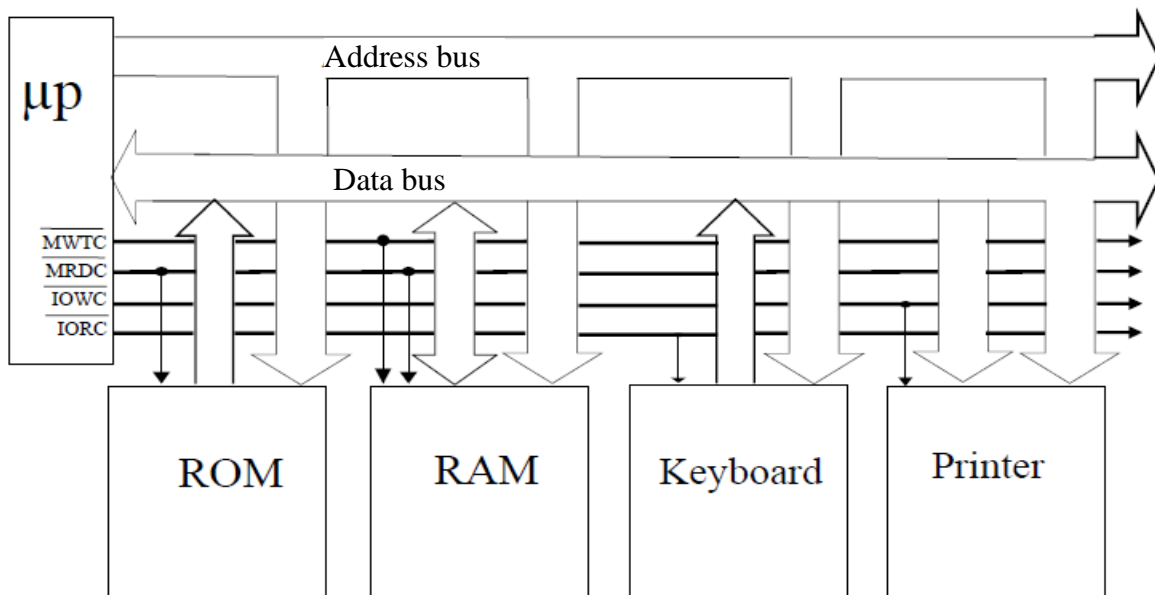 Address bus
μp
Data bus
MWTC
MRDC
IOWC
IORC
ROM
RAM
Keyboard
Printer